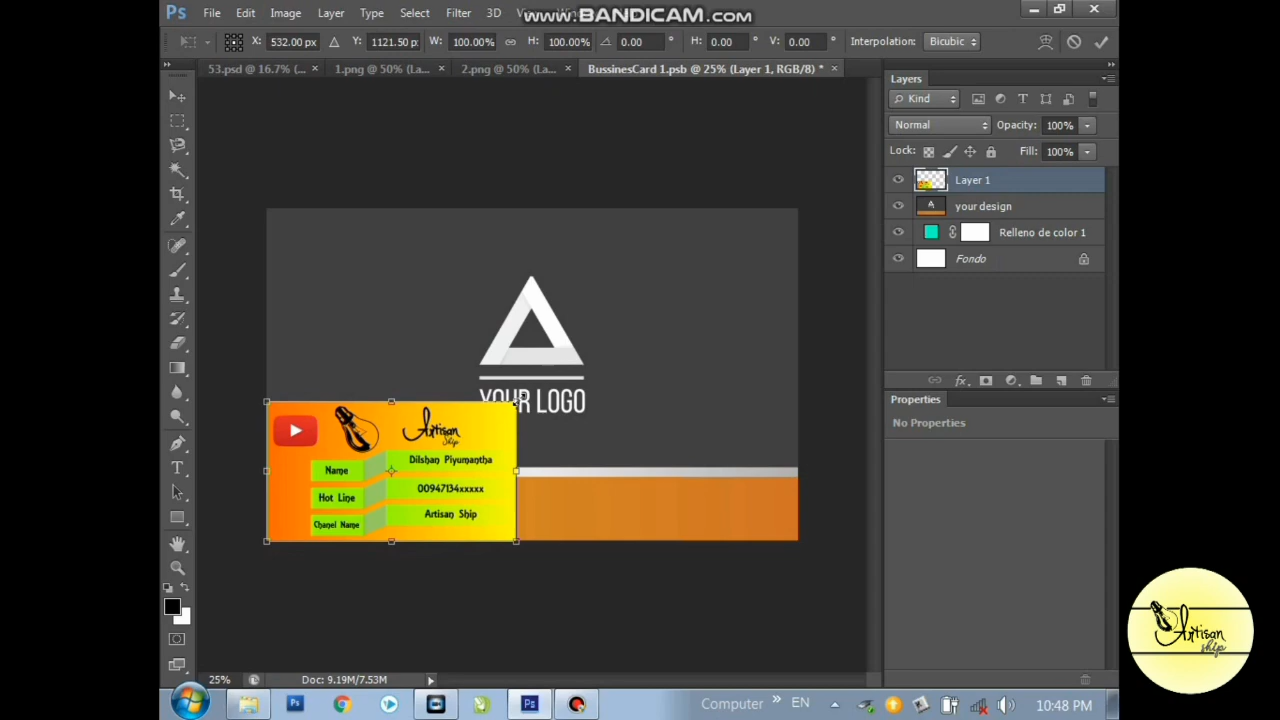 Ps File Edit Image Layer Type Select Filter 3D
www.BANDICAM.com
X: 532.00 px Y: 1121.50 p W: 100.00% H: 100.00% 0.00 ° H: 0.00 ° V: 0.00 ° Interpolation: Bicubic
53.psd @ 16.7% (... × 1.png @ 50% (La... × 2.png @ 50% (La... × BussinesCard 1.psb @ 25% (Layer 1, RGB/8) * ×
Layers
Kind
Normal Opacity: 100%
Lock: Fill: 100%
Layer 1
your design
Relleno de color 1
Fondo
Properties
No Properties
YOUR LOGO
Artisan
Ship
Name Dilshan Piyumantha
Hot Line 00947134xxxxx
Chanel Name Artisan Ship
25% Doc: 9.19M/7.53M
Computer » EN 10:48 PM
Artisan
Ship